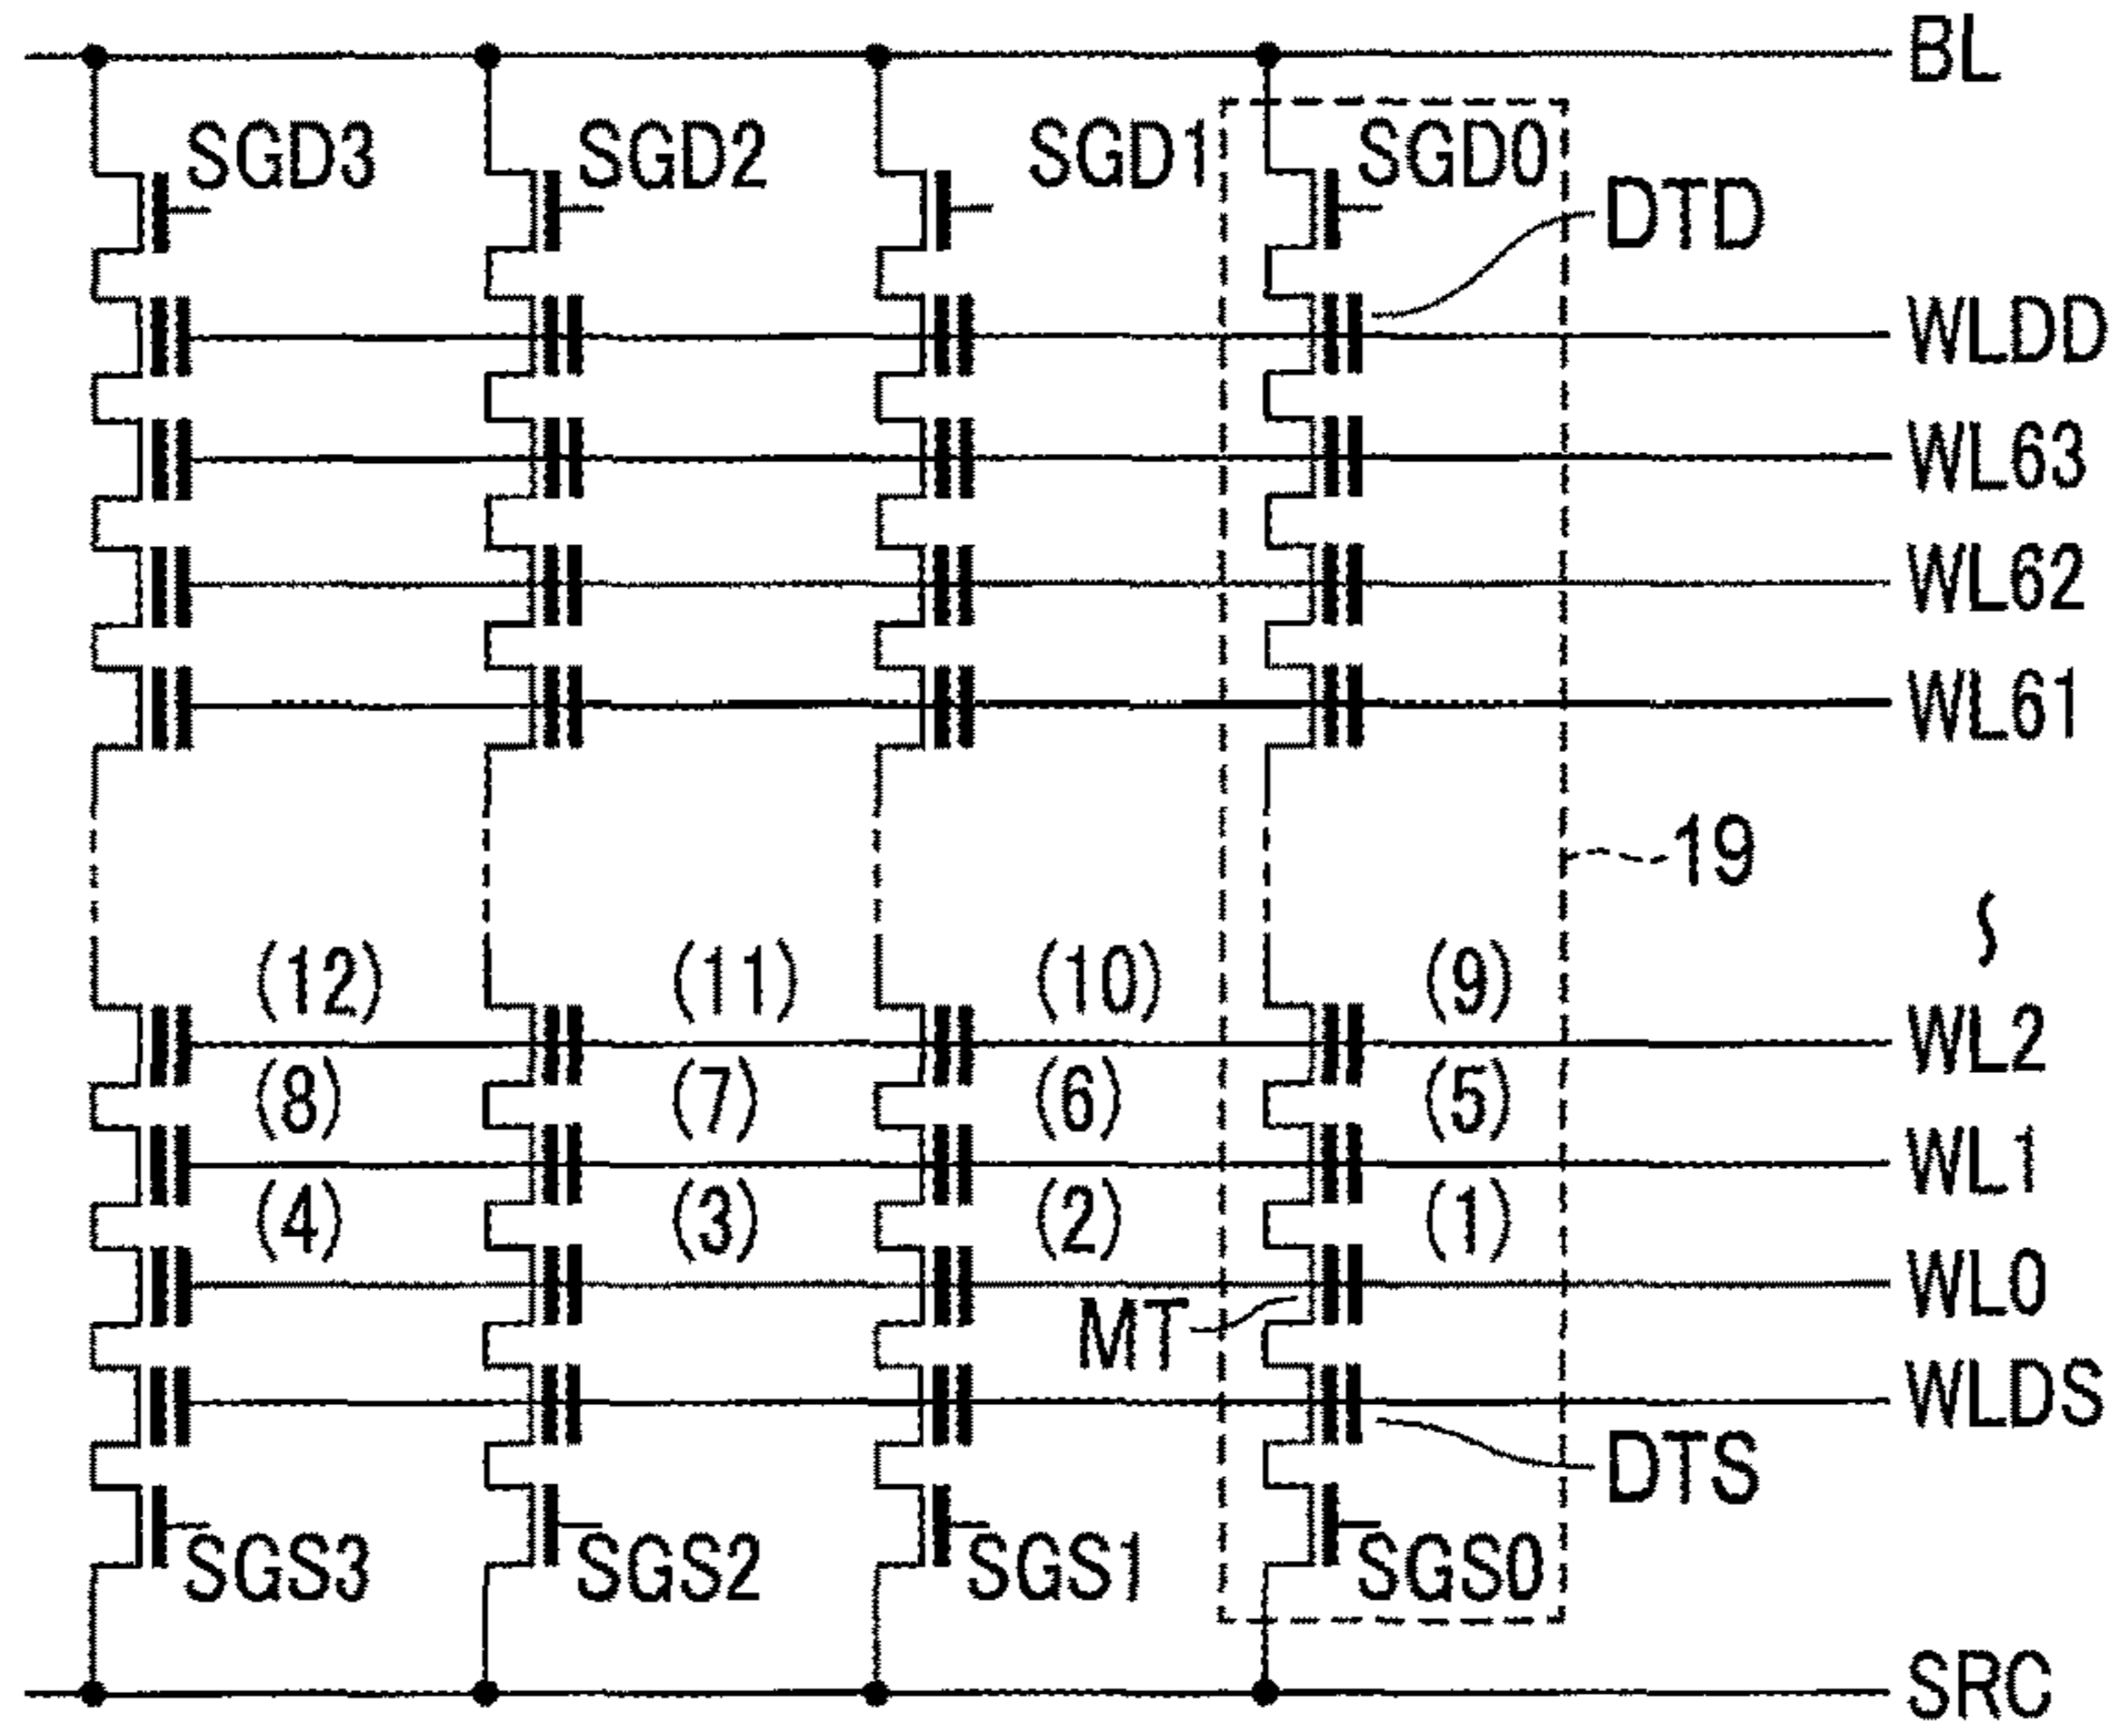 BL
SGD3 SGD2 SGD1 SGD0
DTD
WLDD
WL63
WL62
WL61
19
~
(12) (11) (10) (9)
WL2
(8) (7) (6) (5)
WL1
(4) (3) (2) (1)
WL0
MT
WLDS
DTS
SGS3 SGS2 SGS1 SGS0
SRC